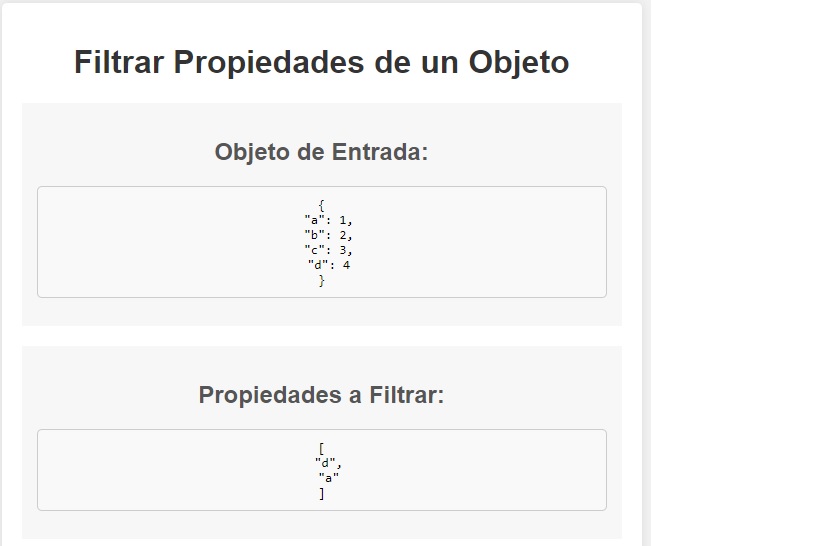 Filtrar Propiedades de un Objeto
Objeto de Entrada:
{
"a": 1,
"b": 2,
"c": 3,
"d": 4
}
Propiedades a Filtrar:
[
"d",
"a"
]